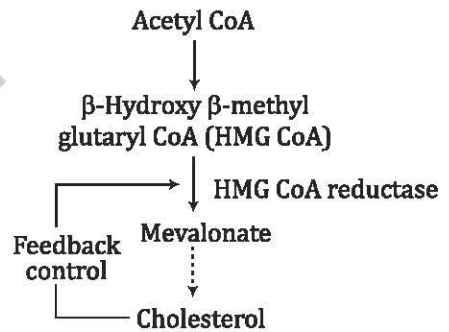 Acetyl CoA
β-Hydroxy β-methyl
glutaryl CoA (HMG CoA)
HMG CoA reductase
Mevalonate
Feedback
control
Cholesterol